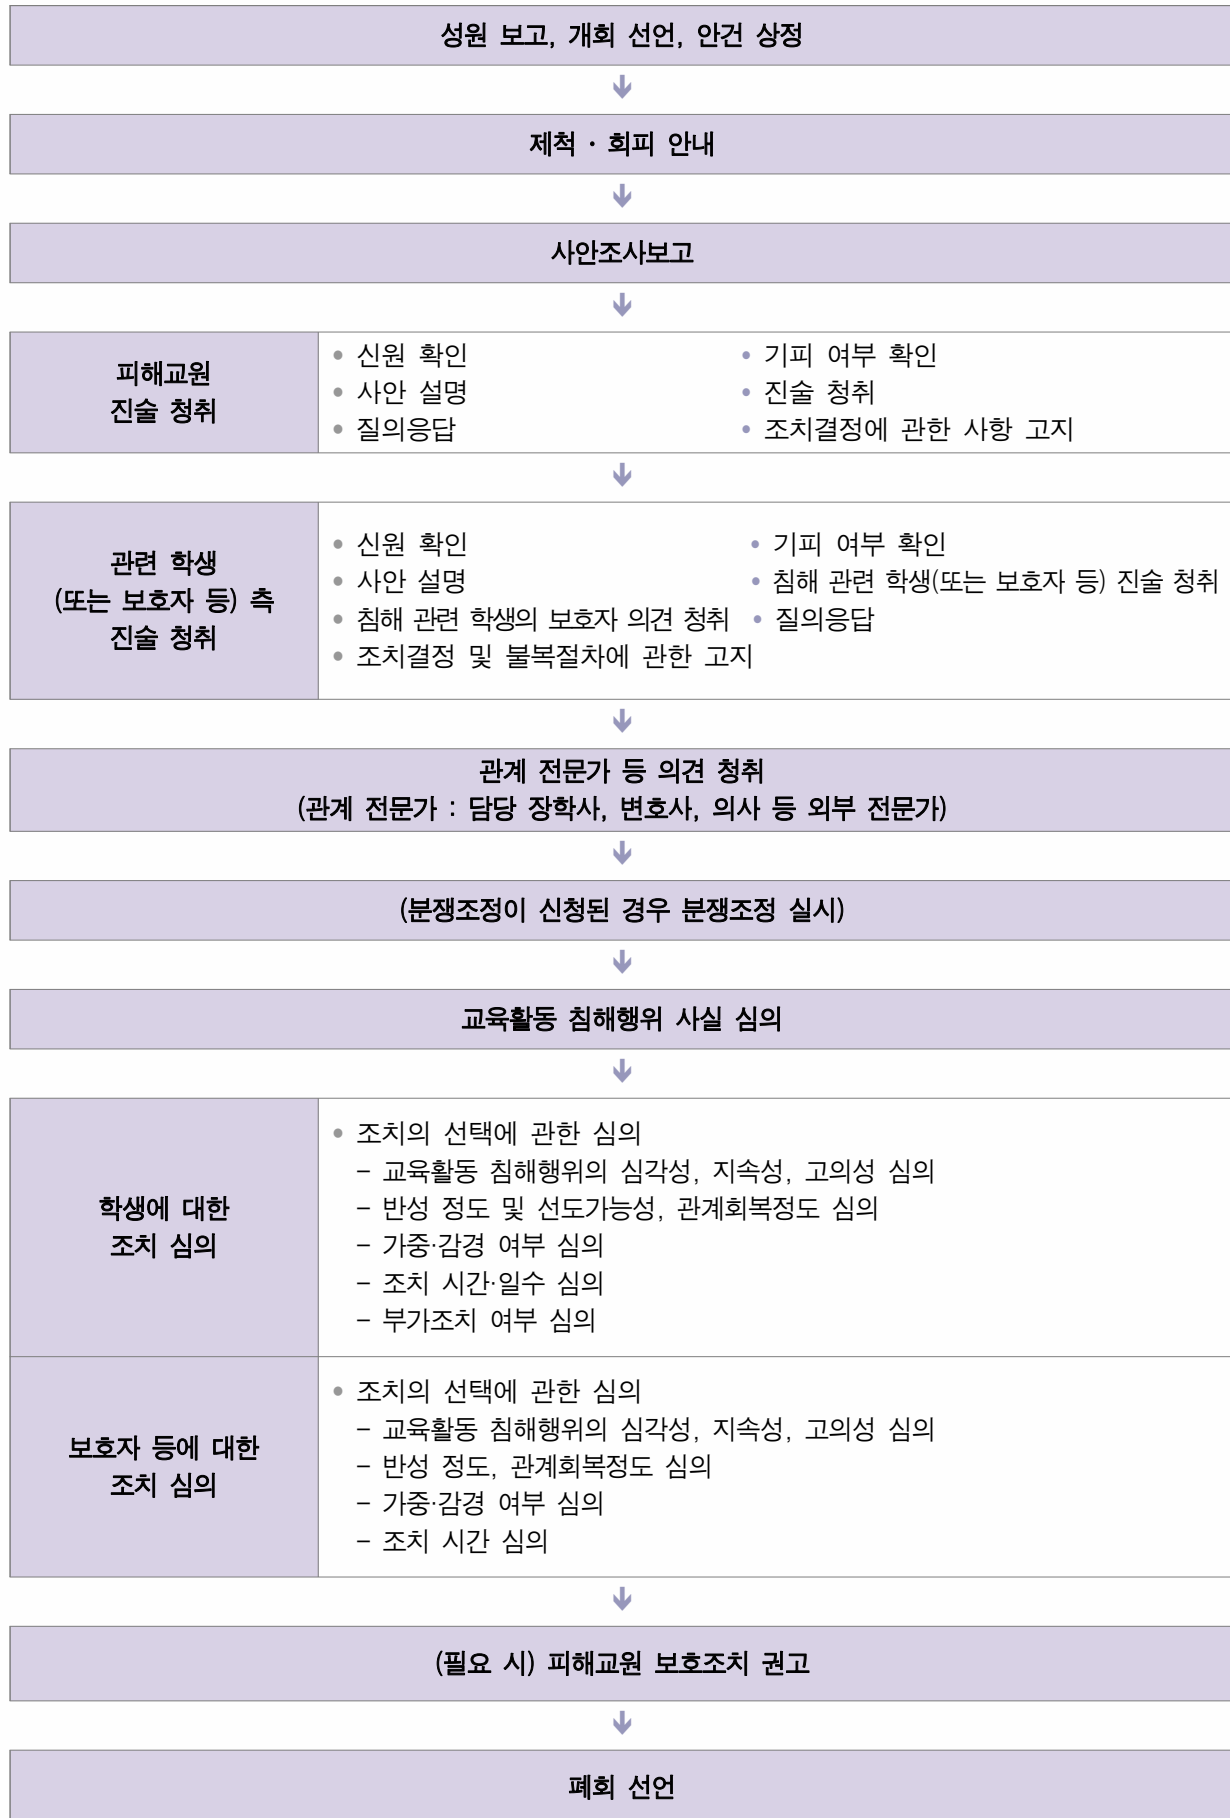 성원 보고, 개회 선언, 안건 상정
제척 · 회피 안내
사안조사보고
피해교원
진술 청취
• 신원 확인 • 기피 여부 확인
• 사안 설명 • 진술 청취
• 질의응답 • 조치결정에 관한 사항 고지
관련 학생
(또는 보호자 등) 측
진술 청취
• 신원 확인 • 기피 여부 확인
• 사안 설명 • 침해 관련 학생(또는 보호자 등) 진술 청취
• 침해 관련 학생의 보호자 의견 청취 • 질의응답
• 조치결정 및 불복절차에 관한 고지
관계 전문가 등 의견 청취
(관계 전문가 : 담당 장학사, 변호사, 의사 등 외부 전문가)
(분쟁조정이 신청된 경우 분쟁조정 실시)
교육활동 침해행위 사실 심의
학생에 대한
조치 심의
• 조치의 선택에 관한 심의
– 교육활동 침해행위의 심각성, 지속성, 고의성 심의
– 반성 정도 및 선도가능성, 관계회복정도 심의
– 가중·감경 여부 심의
– 조치 시간·일수 심의
– 부가조치 여부 심의
보호자 등에 대한
조치 심의
• 조치의 선택에 관한 심의
– 교육활동 침해행위의 심각성, 지속성, 고의성 심의
– 반성 정도, 관계회복정도 심의
– 가중·감경 여부 심의
– 조치 시간 심의
(필요 시) 피해교원 보호조치 권고
폐회 선언